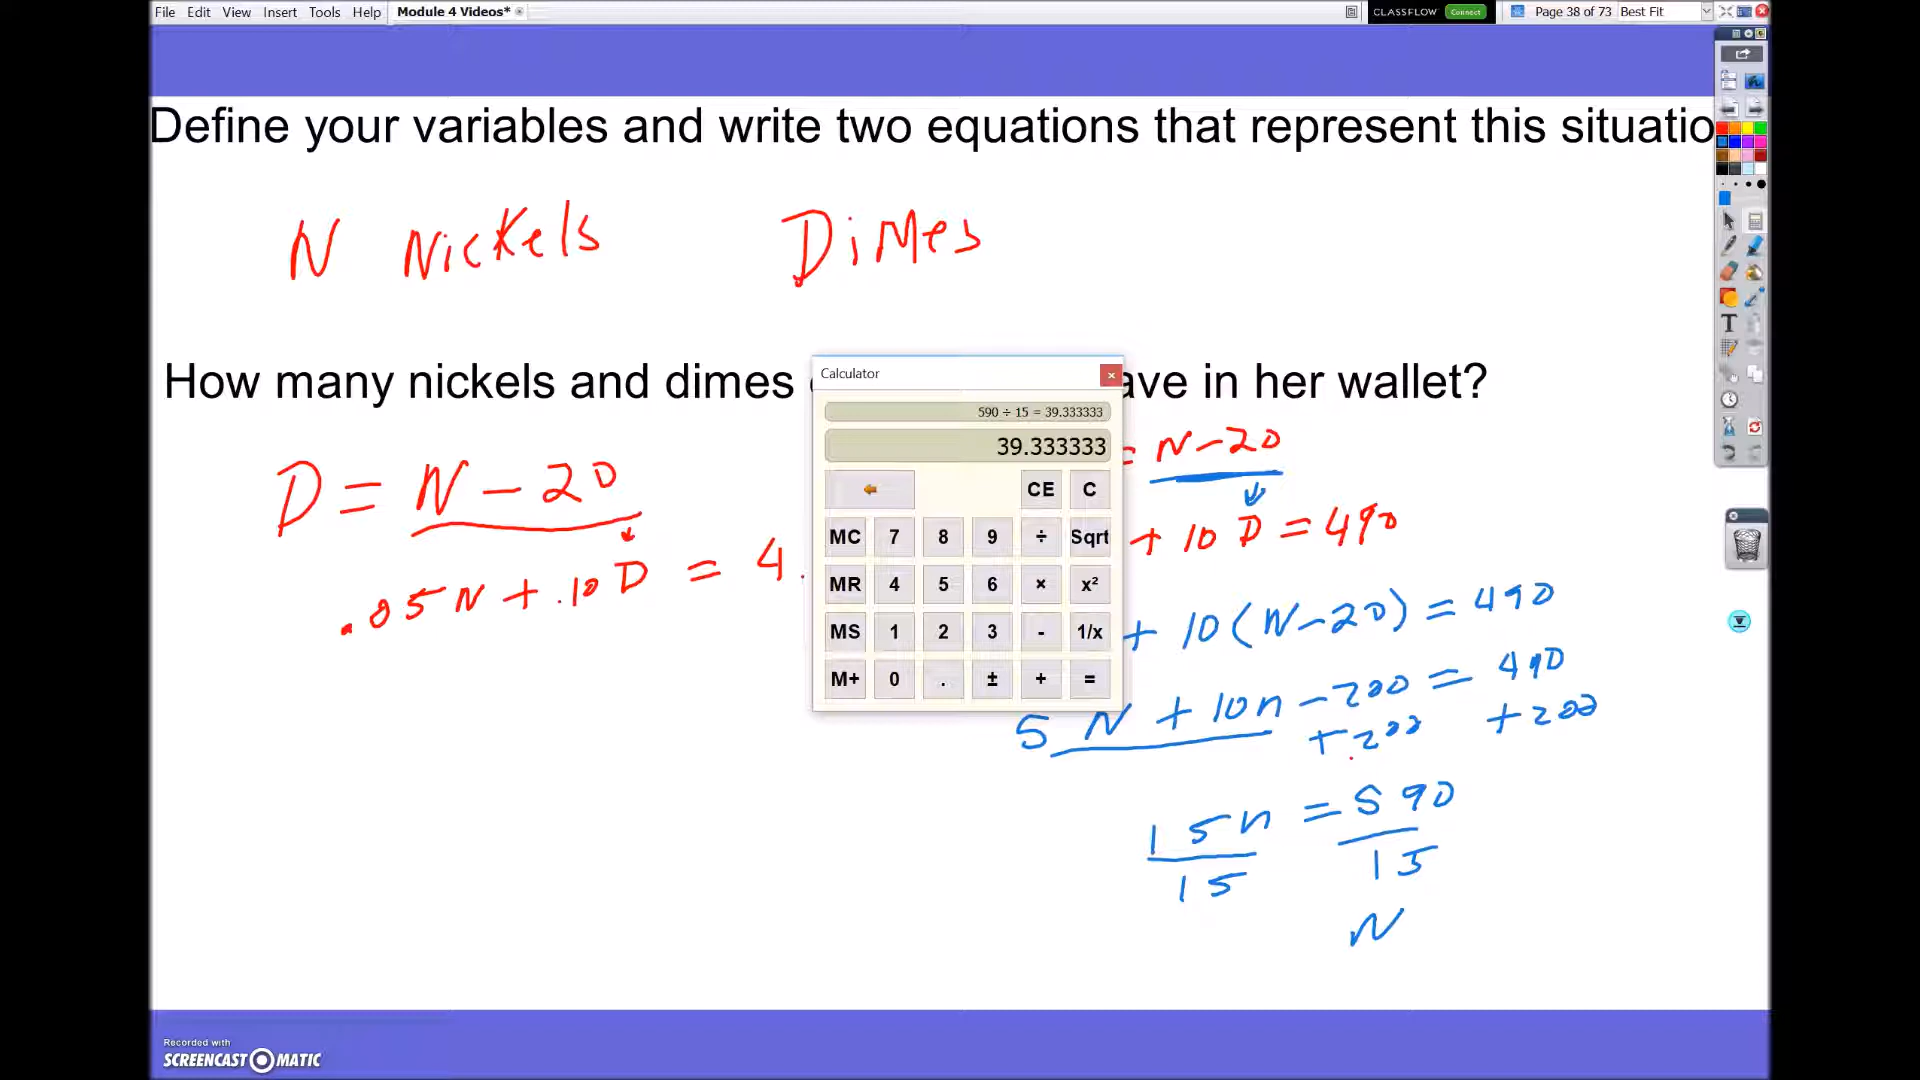 File Edit View Insert Tools Help Module 4 Videos* CLASSFLOW Connect Page 38 of 73 Best Fit
Define your variables and write two equations that represent this situatio
N Nickels Dimes
How many nickels and dimes ave in her wallet?
Calculator
590 ÷ 15 = 39.333333
39.333333
CE C
MC 7 8 9 ÷ Sqrt
MR 4 5 6 × x²
MS 1 2 3 - 1/x
M+ 0 . ± + =
D = N - 20
.05N + .10D = 4.
= N - 20
+ 10D = 490
+ 10(N-20) = 490
5N + 10n - 200 = 490
+200 +200
15n = 590
15 15
N
T
Recorded with
SCREENCAST MATIC